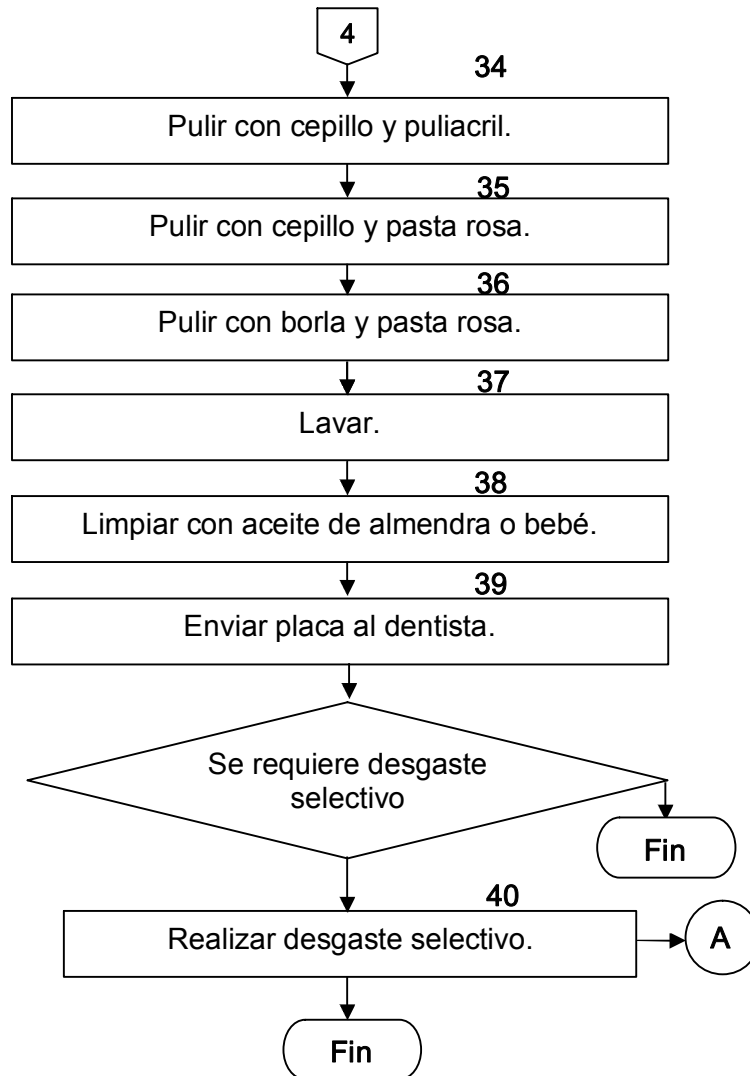 4
34
Pulir con cepillo y puliacril.
35
Pulir con cepillo y pasta rosa.
36
Pulir con borla y pasta rosa.
37
Lavar.
38
Limpiar con aceite de almendra o bebé.
39
Enviar placa al dentista.
Se requiere desgaste
selectivo
Fin
40
Realizar desgaste selectivo.
A
Fin